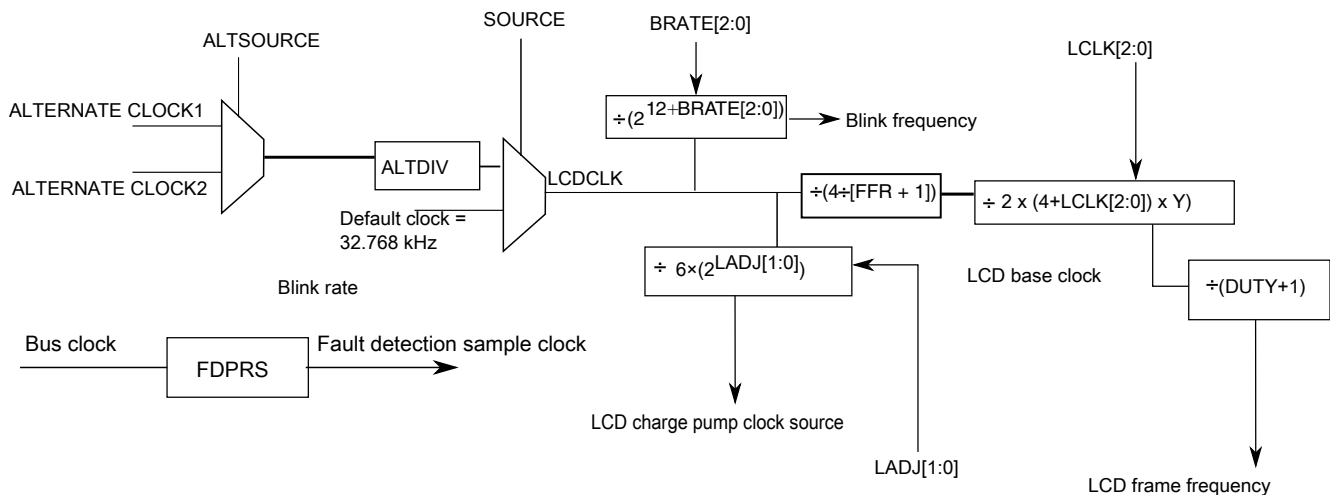 SOURCE
BRATE[2:0]
ALTSOURCE
LCLK[2:0]
ALTERNATE CLOCK1
÷(2^12+BRATE[2:0])
Blink frequency
ALTDIV
LCDCLK
÷(4÷[FFR + 1])
÷ 2 x (4+LCLK[2:0]) x Y)
ALTERNATE CLOCK2
Default clock =
32.768 kHz
÷ 6×(2^LADJ[1:0])
LCD base clock
Blink rate
÷(DUTY+1)
Bus clock
FDPRS
Fault detection sample clock
LCD charge pump clock source
LADJ[1:0]
LCD frame frequency